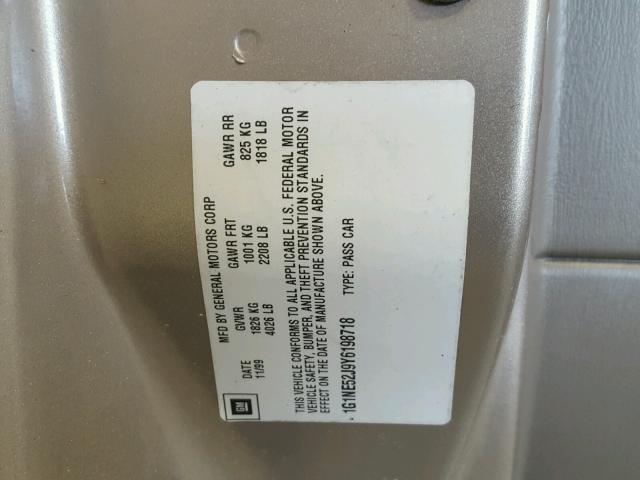 MFD BY GENERAL MOTORS CORP
DATE GVWR GAWR FRT GAWR RR
11/99 1826 KG 1001 KG 825 KG
4026 LB 2208 LB 1818 LB
THIS VEHICLE CONFORMS TO ALL APPLICABLE U.S. FEDERAL MOTOR
VEHICLE SAFETY, BUMPER, AND THEFT PREVENTION STANDARDS IN
EFFECT ON THE DATE OF MANUFACTURE SHOWN ABOVE.
1G1NE52J9Y6198718 TYPE: PASS CAR
GM